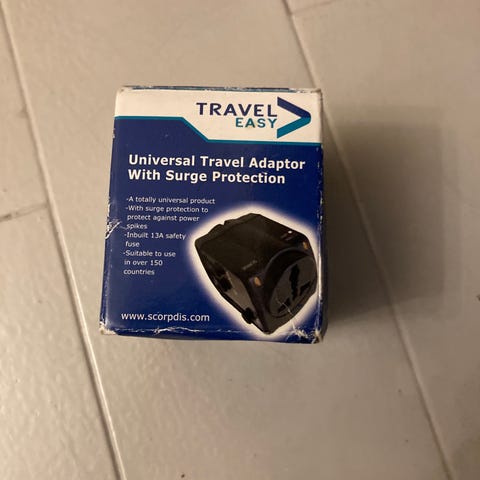 TRAVEL
EASY
Universal Travel Adaptor
With Surge Protection
-A totally universal product
-With surge protection to
protect against power
spikes
-Inbuilt 13A safety
fuse
-Suitable to use
in over 150
countries
www.scorpdis.com